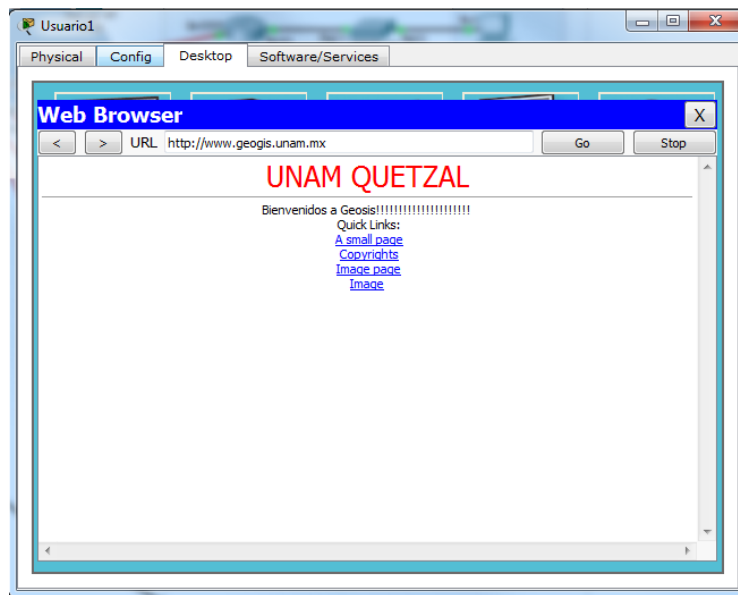 Usuario1
Physical Config Desktop Software/Services
Web Browser X
< > URL http://www.geogis.unam.mx Go Stop
UNAM QUETZAL
Bienvenidos a Geosis!!!!!!!!!!!!!!!!!!!!!
Quick Links:
A small page
Copyrights
Image page
Image